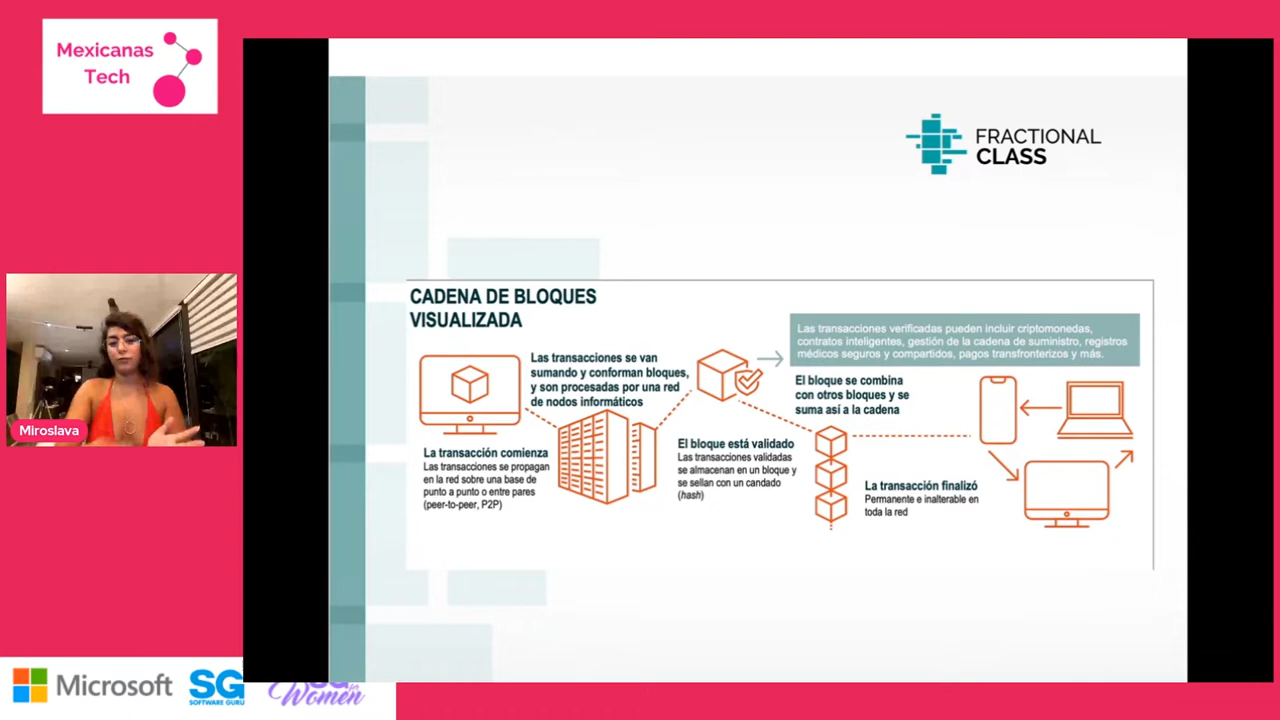 Mexicanas
Tech
FRACTIONAL
CLASS
CADENA DE BLOQUES
VISUALIZADA
Las transacciones verificadas pueden incluir criptomonedas,
contratos inteligentes, gestión de la cadena de suministro, registros
médicos seguros y compartidos, pagos transfronterizos y más.
Las transacciones se van
sumando y conforman bloques,
y son procesadas por una red
de nodos informáticos
El bloque se combina
con otros bloques y se
suma así a la cadena
La transacción comienza
Las transacciones se propagan
en la red sobre una base de
punto a punto o entre pares
(peer-to-peer, P2P)
El bloque está validado
Las transacciones validadas
se almacenan en un bloque y
se sellan con un candado
(hash)
La transacción finalizó
Permanente e inalterable en
toda la red
Miroslava
Microsoft
SG
SOFTWARE GURU
Women